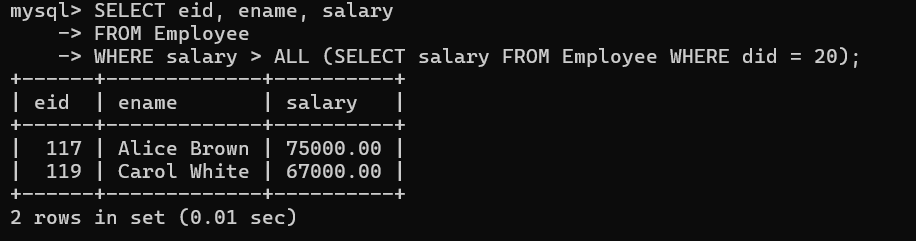 mysql> SELECT eid, ename, salary
    -> FROM Employee
    -> WHERE salary > ALL (SELECT salary FROM Employee WHERE did = 20);
+------+-------------+----------+
| eid  | ename       | salary   |
+------+-------------+----------+
|  117 | Alice Brown | 75000.00 |
|  119 | Carol White | 67000.00 |
+------+-------------+----------+
2 rows in set (0.01 sec)